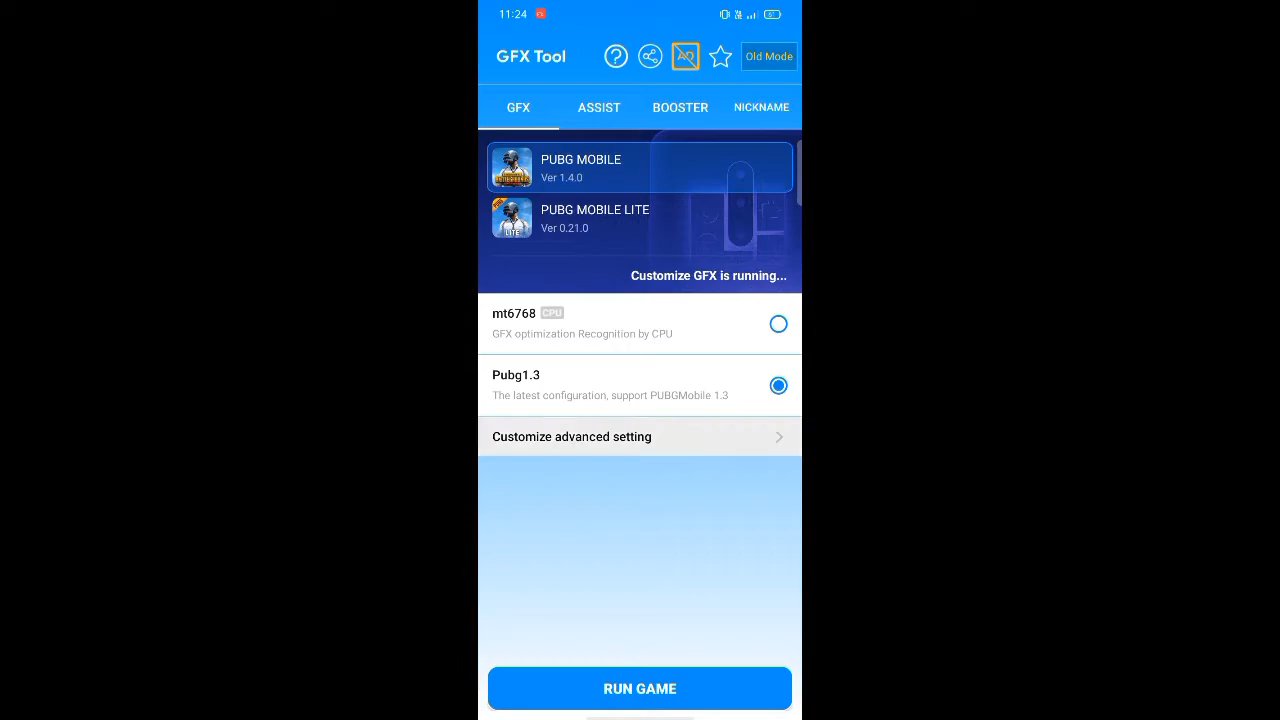 11:24
GFX Tool
?
AD
Old Mode
GFX
ASSIST
BOOSTER
NICKNAME
PUBG MOBILE
Ver 1.4.0
PUBG MOBILE LITE
Ver 0.21.0
LITE
Customize GFX is running...
mt6768 CPU
GFX optimization Recognition by CPU
Pubg1.3
The latest configuration, support PUBGMobile 1.3
Customize advanced setting
RUN GAME